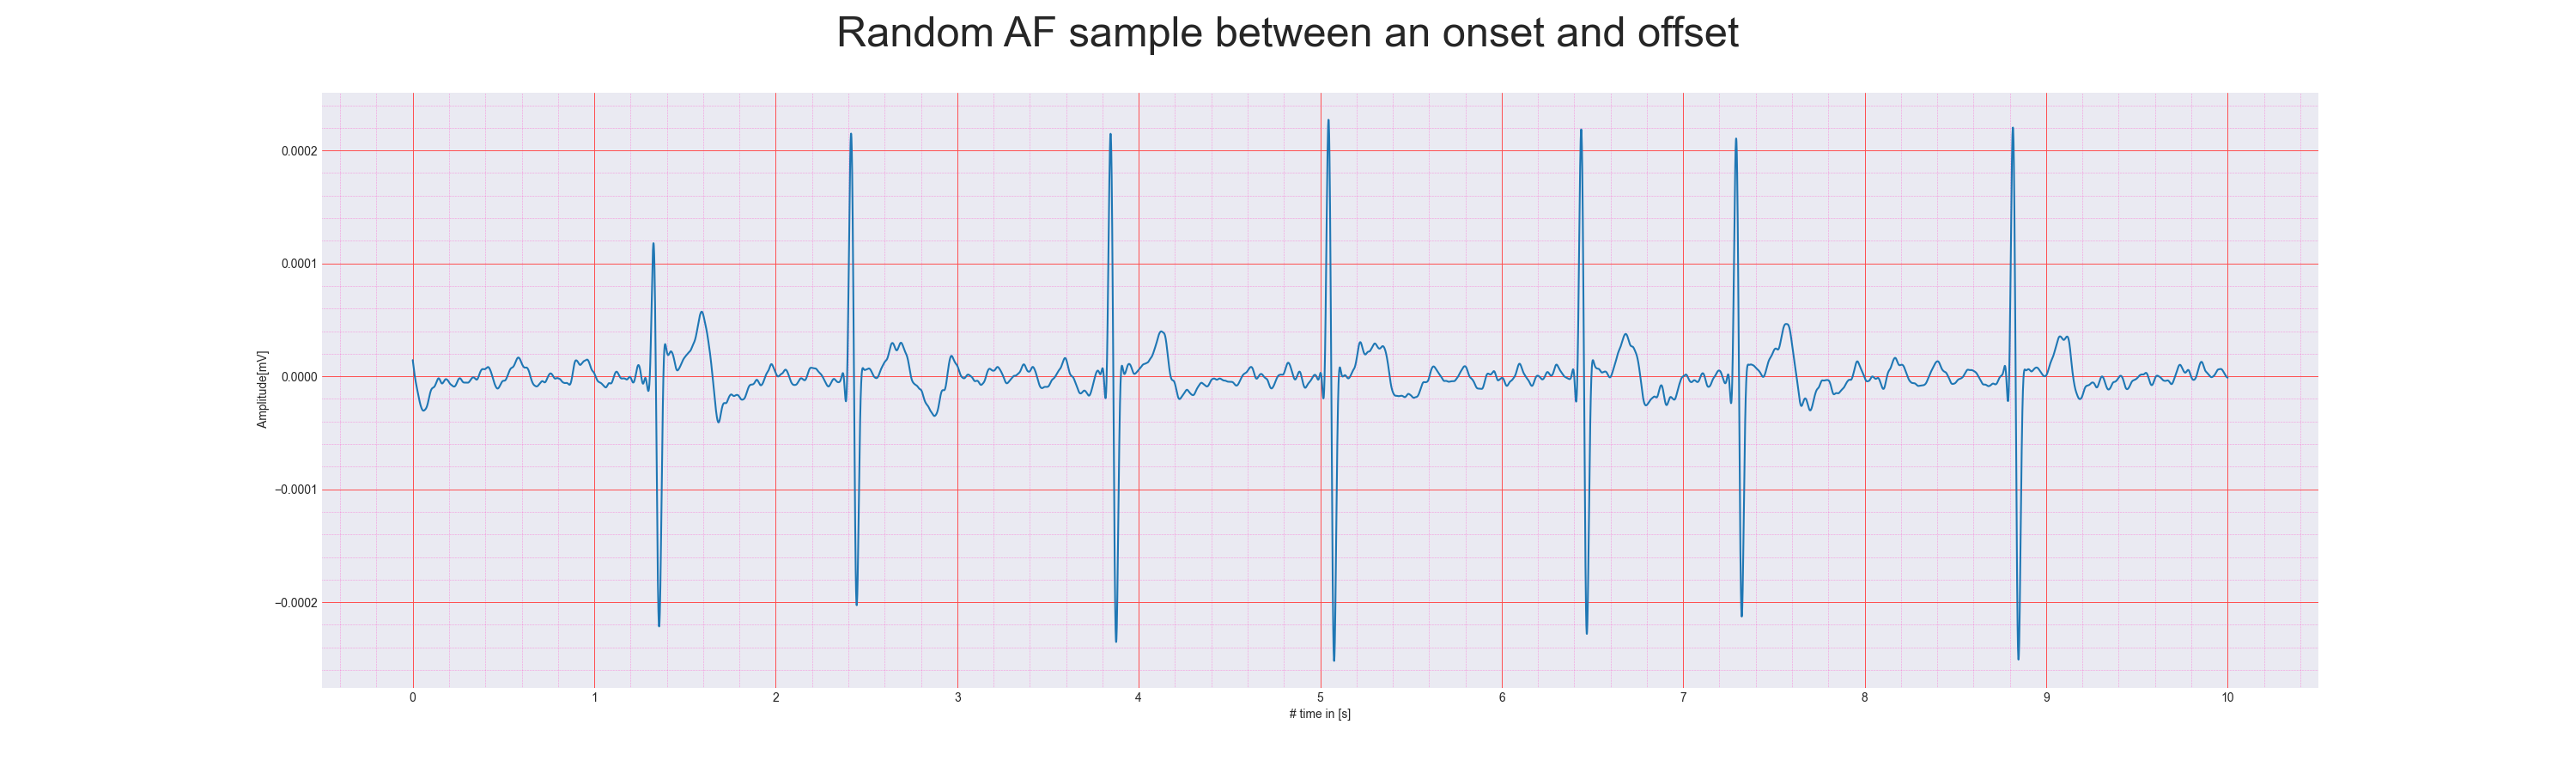 Random AF sample between an onset and offset
Amplitude[mV]
0.0002
0.0001
0.0000
−0.0001
−0.0002
0 1 2 3 4 5 6 7 8 9 10
# time in [s]